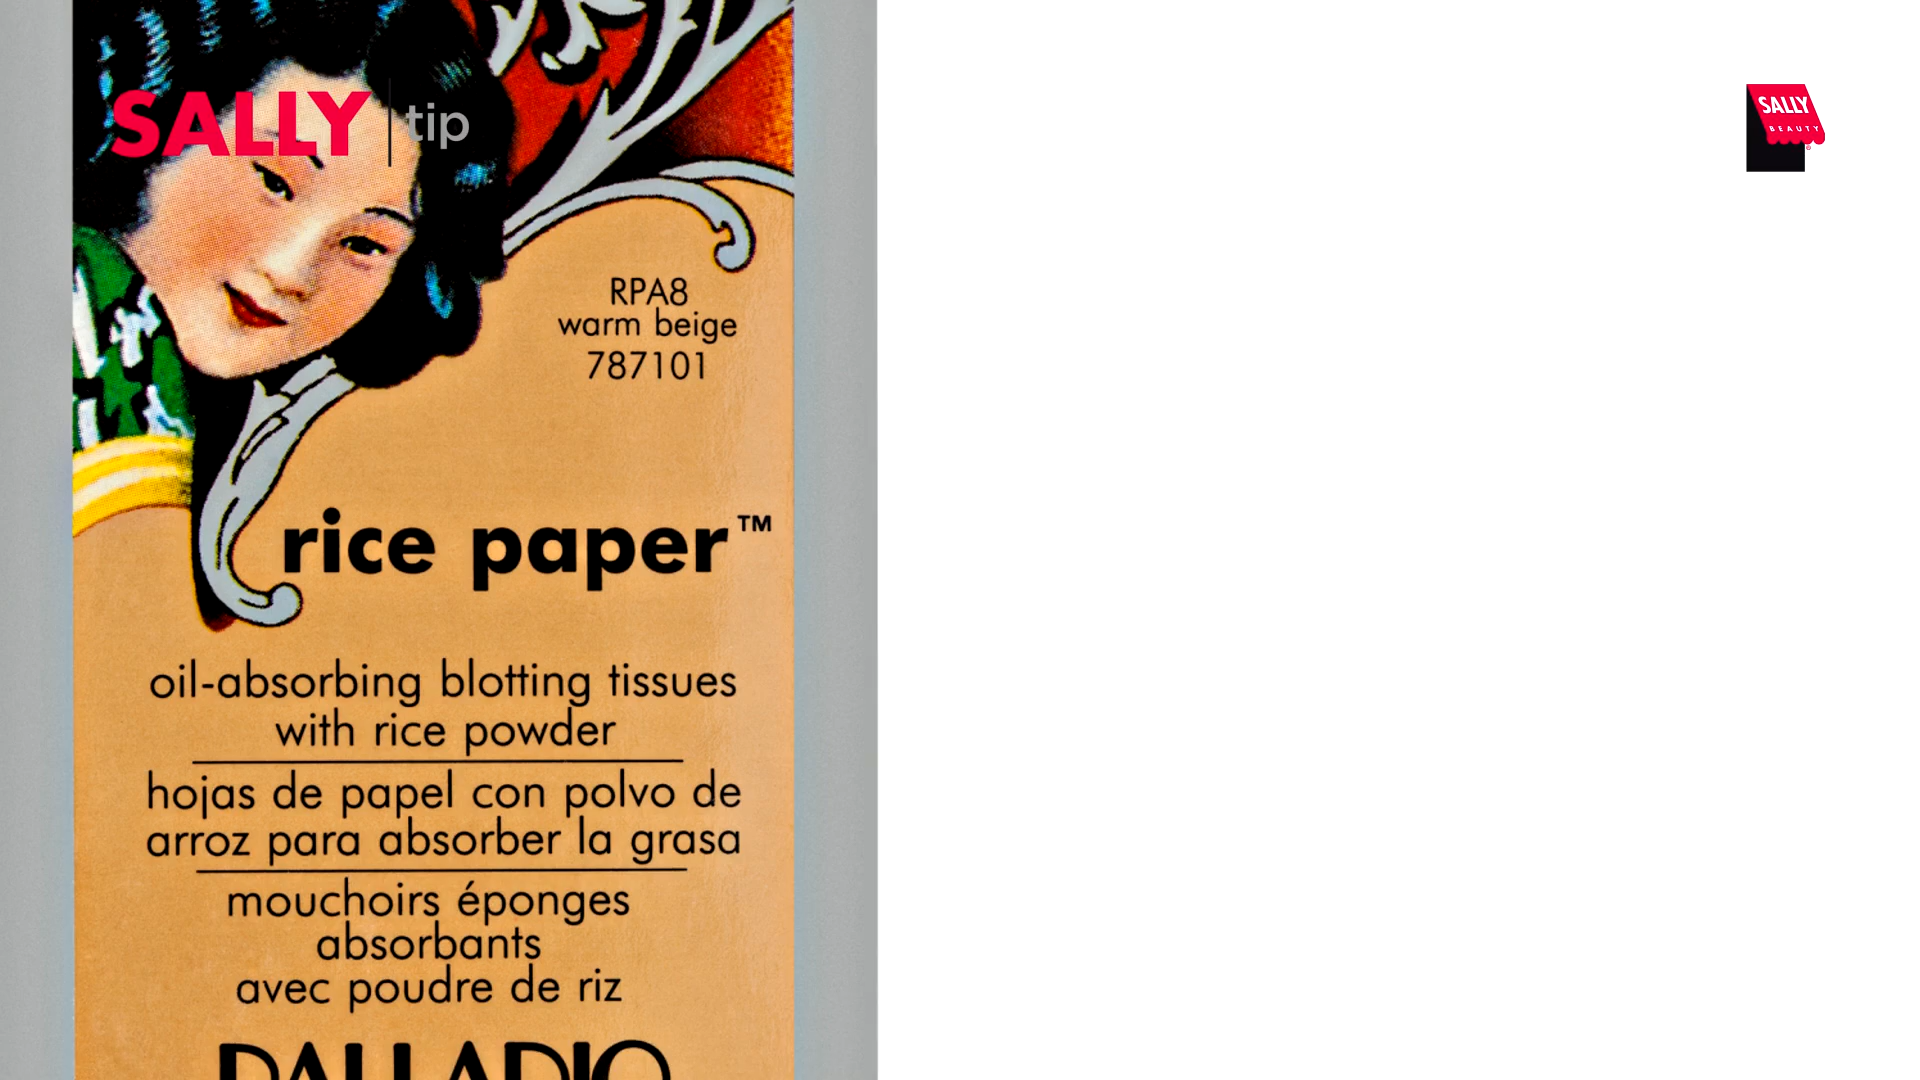 SALLY tip
SALLY
BEAUTY
RPA8
warm beige
787101
rice paper™
oil-absorbing blotting tissues
with rice powder
hojas de papel con polvo de
arroz para absorber la grasa
mouchoirs éponges
absorbants
avec poudre de riz
PALLADIO